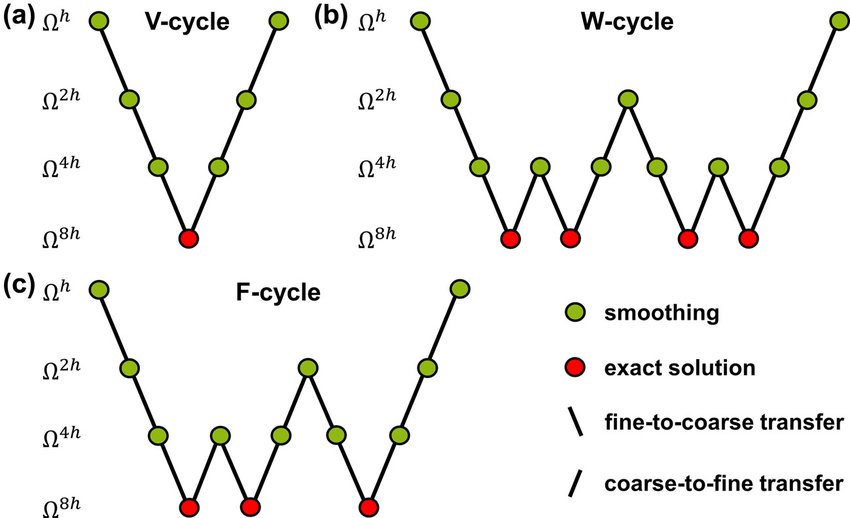 (a) Ωʰ V-cycle
Ω²ʰ
Ω⁴ʰ
Ω⁸ʰ
(b) Ωʰ W-cycle
Ω²ʰ
Ω⁴ʰ
Ω⁸ʰ
(c) Ωʰ F-cycle
Ω²ʰ
Ω⁴ʰ
Ω⁸ʰ
smoothing
exact solution
fine-to-coarse transfer
coarse-to-fine transfer